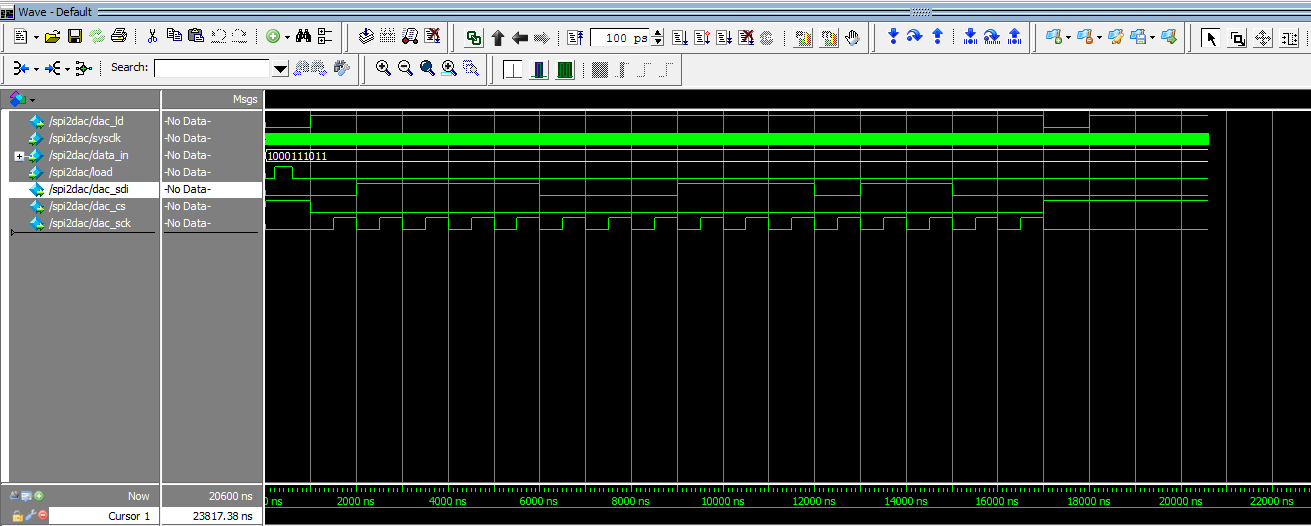 Wave - Default
100 ps
Search:
Msgs
/spi2dac/dac_ld -No Data-
/spi2dac/sysclk -No Data-
/spi2dac/data_in -No Data- 1000111011
/spi2dac/load -No Data-
/spi2dac/dac_sdi -No Data-
/spi2dac/dac_cs -No Data-
/spi2dac/dac_sck -No Data-
Now 20600 ns
0 ns 2000 ns 4000 ns 6000 ns 8000 ns 10000 ns 12000 ns 14000 ns 16000 ns 18000 ns 20000 ns 22000 ns
Cursor 1 23817.38 ns